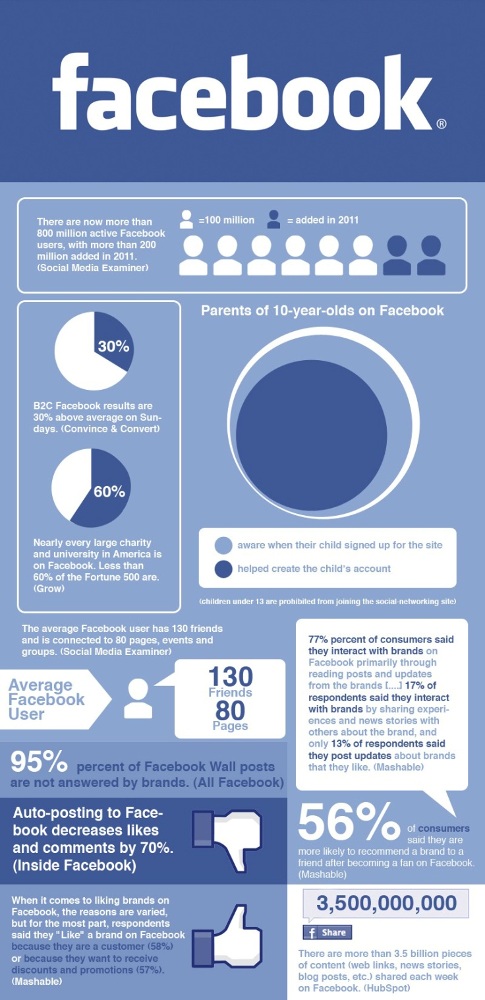 facebook®
There are now more than
800 million active Facebook
users, with more than 200
million added in 2011.
(Social Media Examiner)
=100 million
= added in 2011
30%
B2C Facebook results are
30% above average on Sun-
days. (Convince & Convert)
60%
Nearly every large charity
and university in America is
on Facebook. Less than
60% of the Fortune 500 are.
(Grow)
Parents of 10-year-olds on Facebook
aware when their child signed up for the site
helped create the child's account
(children under 13 are prohibited from joining the social-networking site)
The average Facebook user has 130 friends
and is connected to 80 pages, events and
groups. (Social Media Examiner)
Average
Facebook
User
130
Friends
80
Pages
95% percent of Facebook Wall posts
are not answered by brands. (All Facebook)
Auto-posting to Face-
book decreases likes
and comments by 70%.
(Inside Facebook)
When it comes to liking brands on
Facebook, the reasons are varied,
but for the most part, respondents
said they "Like" a brand on Facebook
because they are a customer (58%)
or because they want to receive
discounts and promotions (57%).
(Mashable)
77% percent of consumers said
they interact with brands on
Facebook primarily through
reading posts and updates
from the brands [....] 17% of
respondents said they interact
with brands by sharing experi-
ences and news stories with
others about the brand, and
only 13% of respondents said
they post updates about brands
that they like. (Mashable)
56% of consumers
said they are
more likely to recommend a brand to a
friend after becoming a fan on Facebook.
(Mashable)
3,500,000,000
f Share
There are more than 3.5 billion pieces
of content (web links, news stories,
blog posts, etc.) shared each week
on Facebook. (HubSpot)